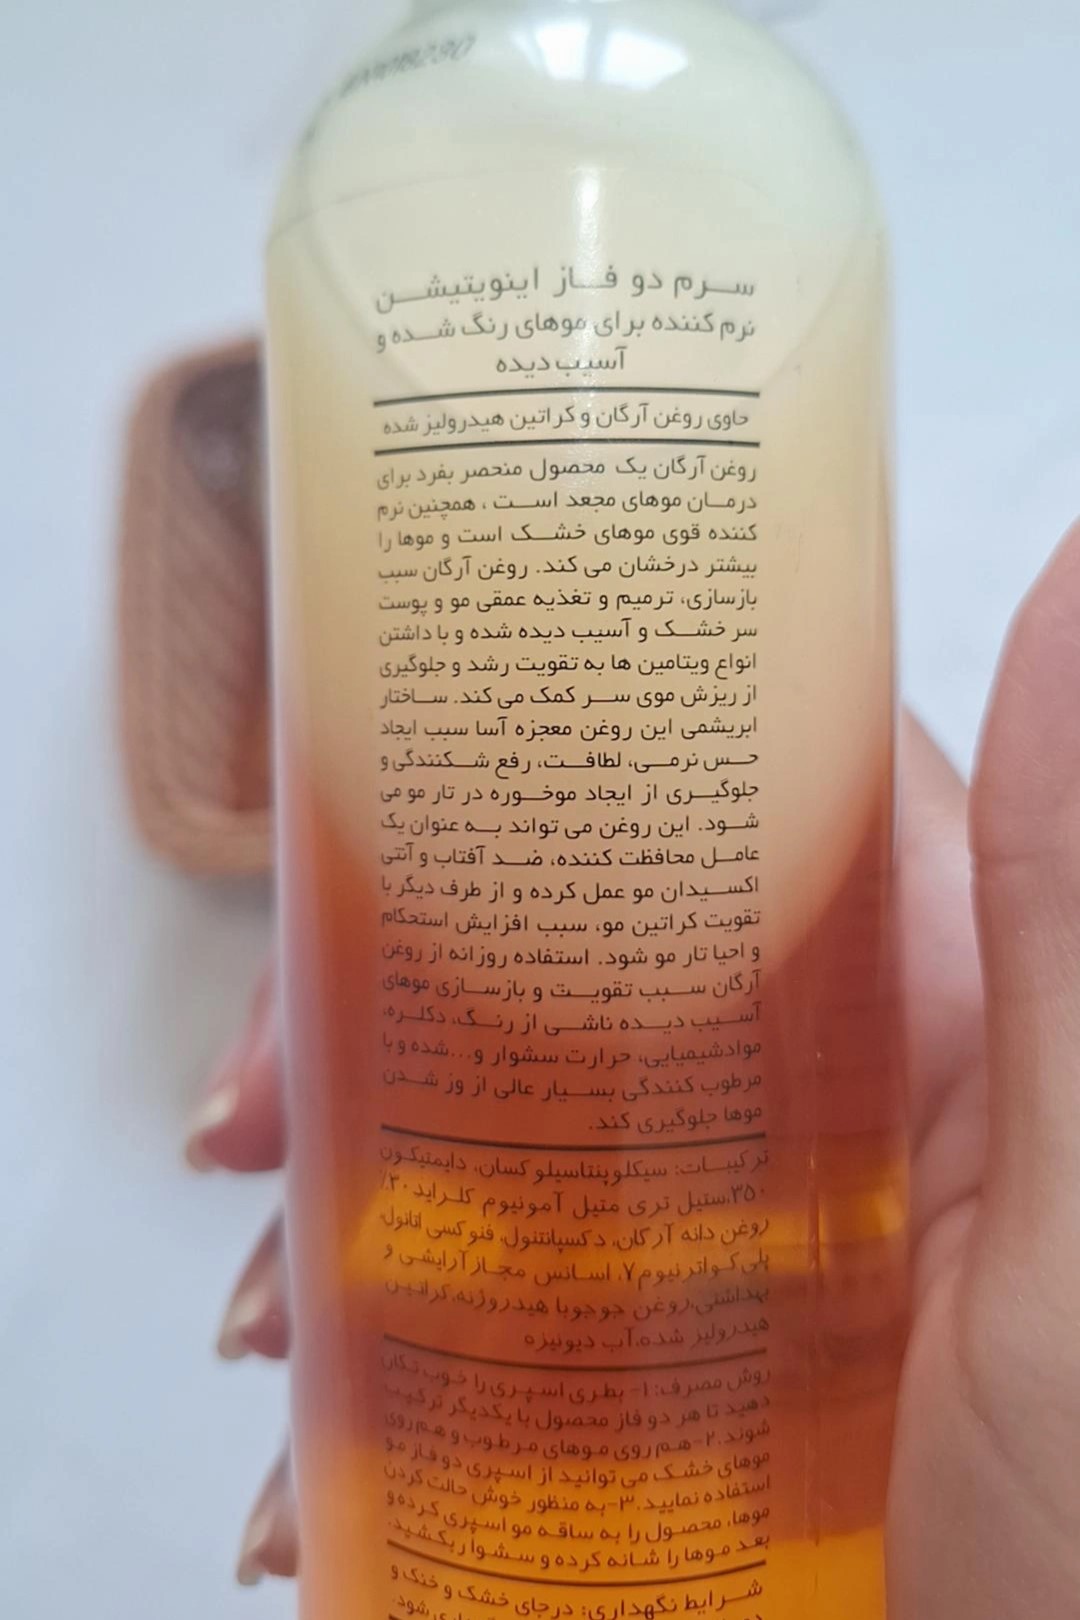 سرم دو فاز اینویتیشن
نرم کننده برای موهای رنگ شده و
آسیب دیده
حاوی روغن آرگان و کراتین هیدرولیز شده
روغن آرگان یک محصول منحصر بفرد برای
درمان موهای مجعد است ، همچنین نرم
کننده قوی موهای خشک است و موها را
بیشتر درخشان می کند. روغن آرگان سبب
بازسازی، ترمیم و تغذیه عمقی مو و پوست
سر خشک و آسیب دیده شده و با داشتن
انواع ویتامین ها به تقویت رشد و جلوگیری
از ریزش موی سر کمک می کند. ساختار
ابریشمی این روغن معجزه آسا سبب ایجاد
حس نرمی، لطافت، رفع شکنندگی و
جلوگیری از ایجاد موخوره در تار مو می
شود. این روغن می تواند به عنوان یک
عامل محافظت کننده، ضد آفتاب و آنتی
اکسیدان مو عمل کرده و از طرف دیگر با
تقویت کراتین مو، سبب افزایش استحکام
و احیا تار مو شود. استفاده روزانه از روغن
آرگان سبب تقویت و بازسازی موهای
آسیب دیده ناشی از رنگ، دکلره،
موادشیمیایی، حرارت سشوار و...شده و با
مرطوب کنندگی بسیار عالی از وز شدن
موها جلوگیری کند.
ترکیبات: سیکلوپنتاسیلوکسان، دایمتیکون
۳۵۰،ستیل تری متیل آمونیوم کلراید۳۰٪
روغن دانه آرگان، دکسپانتنول، فنوکسی اتانول،
پلی کواترنیوم۷، اسانس مجاز آرایشی و
بهداشتی،روغن جوجوبا هیدروژنه،کراتین
هیدرولیز شده،آب دیونیزه
روش مصرف: ۱- بطری اسپری را خوب تکان
دهید تا هر دو فاز محصول با یکدیگر ترکیب
شوند.۲-هم روی موهای مرطوب و هم روی
موهای خشک می توانید از اسپری دو فاز مو
استفاده نمایید.۳-به منظور خوش حالت کردن
موها، محصول را به ساقه مو اسپری کرده و
بعد موها را شانه کرده و سشوار بکشید.
شرایط نگهداری: درجای خشک و خنک و